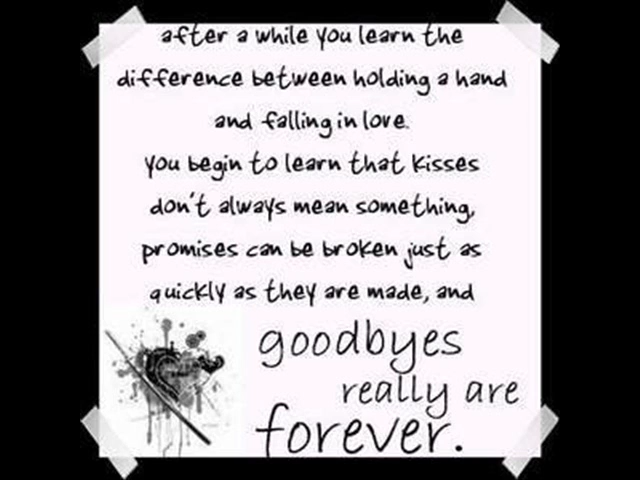 after a while you learn the
difference between holding a hand
and falling in love.
you begin to learn that kisses
don't always mean something,
promises can be broken just as
quickly as they are made, and
goodbyes
really are
forever.